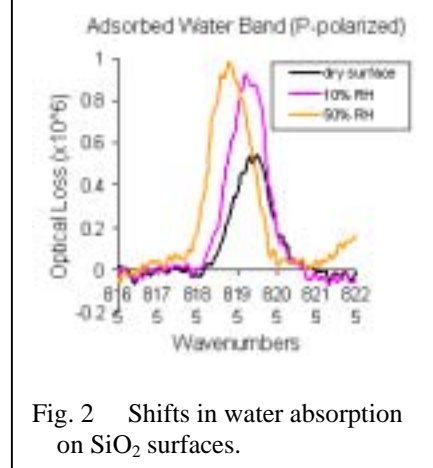 Adsorbed Water Band (P-polarized)
Optical Loss (x10^6)
1
0.8
0.6
0.4
0.2
0
-0.2
dry surface
10% RH
50% RH
816 817 818 819 820 821 822
5 5 5 5 5 5 5
Wavenumbers
Fig. 2 Shifts in water absorption
on SiO₂ surfaces.